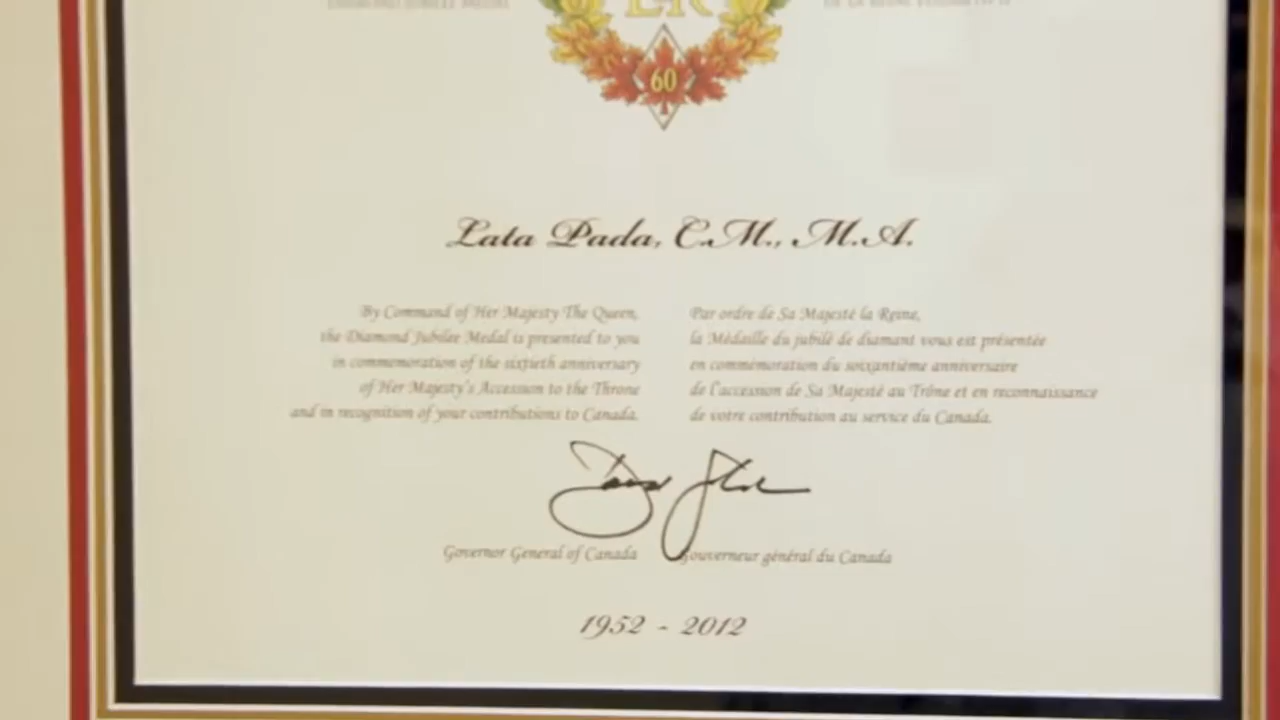 60
Lata Pada, C.M., M.A.
By Command of Her Majesty The Queen,
the Diamond Jubilee Medal is presented to you
in commemoration of the sixtieth anniversary
of Her Majesty's Accession to the Throne
and in recognition of your contributions to Canada.
Par ordre de Sa Majesté la Reine,
la Médaille du jubilé de diamant vous est présentée
en commémoration du soixantième anniversaire
de l'accession de Sa Majesté au Trône et en reconnaissance
de votre contribution au service du Canada.
Governor General of Canada
Gouverneur général du Canada
1952 - 2012